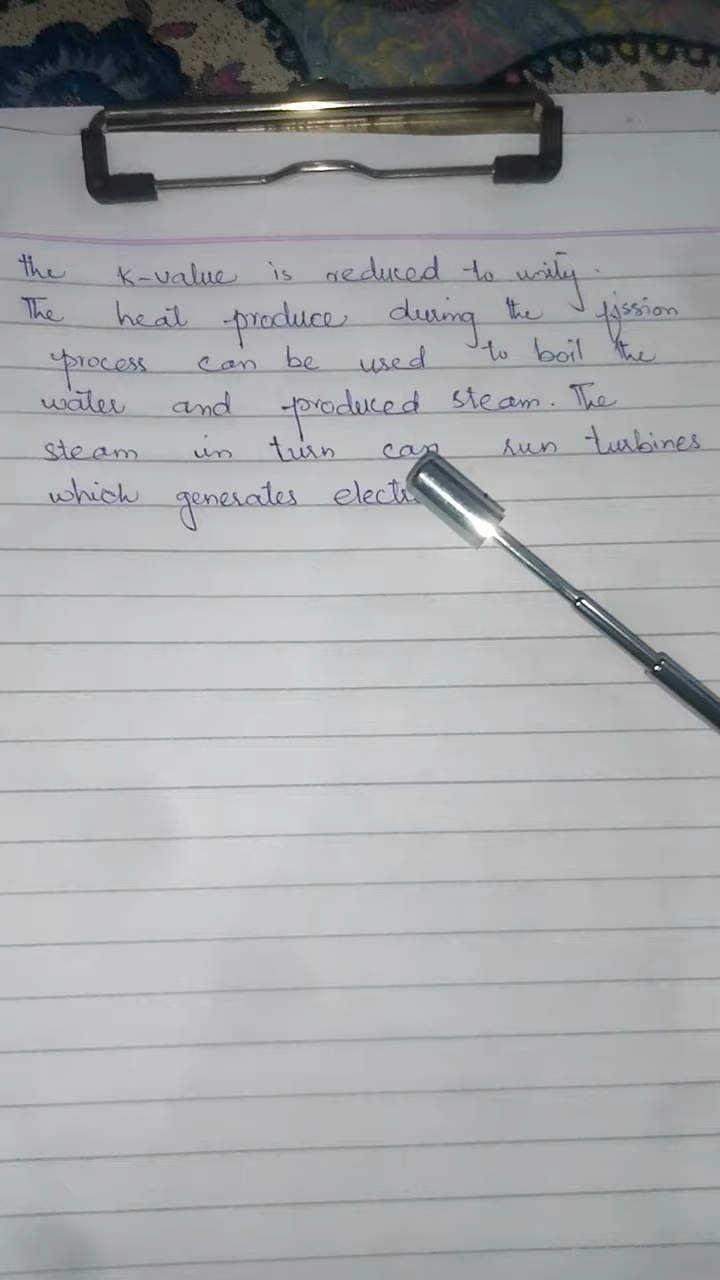 the K-value is reduced to unity.
The heat produce during the fission
process can be used to boil the
water and produced steam. The
steam in turn can run turbines
which generates